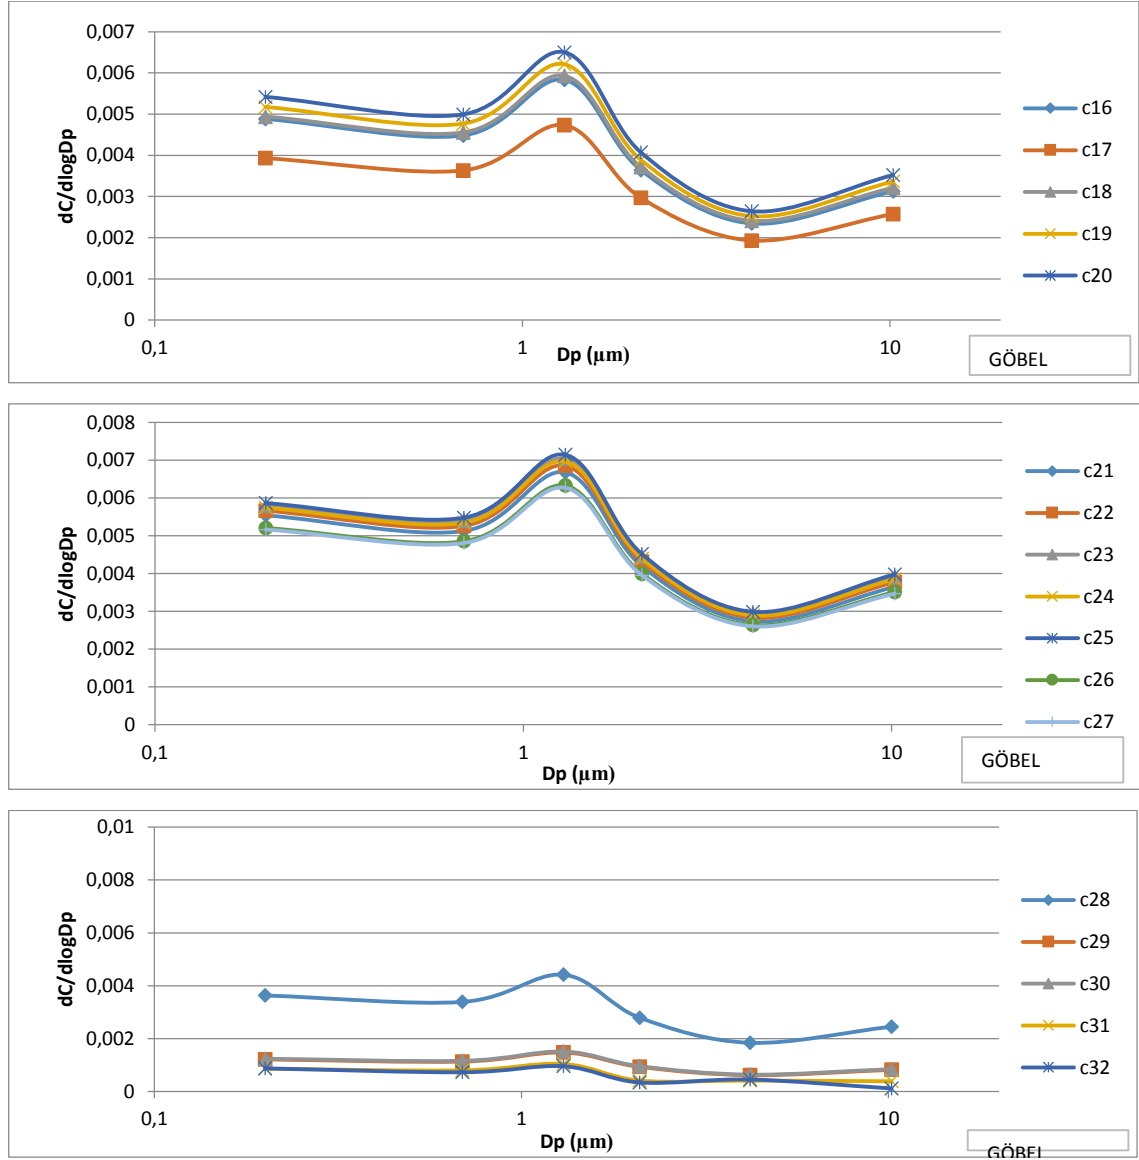 0,007
0,006
0,005
0,004
0,003
0,002
0,001
0
dC/dlogDp
0,1
1
10
Dp (µm)
c16
c17
c18
c19
c20
GÖBEL
0,008
0,007
0,006
0,005
0,004
0,003
0,002
0,001
0
dC/dlogDp
0,1
1
10
Dp (µm)
c21
c22
c23
c24
c25
c26
c27
GÖBEL
0,01
0,008
0,006
0,004
0,002
0
dC/dlogDp
0,1
1
10
Dp (µm)
c28
c29
c30
c31
c32
GÖBEL